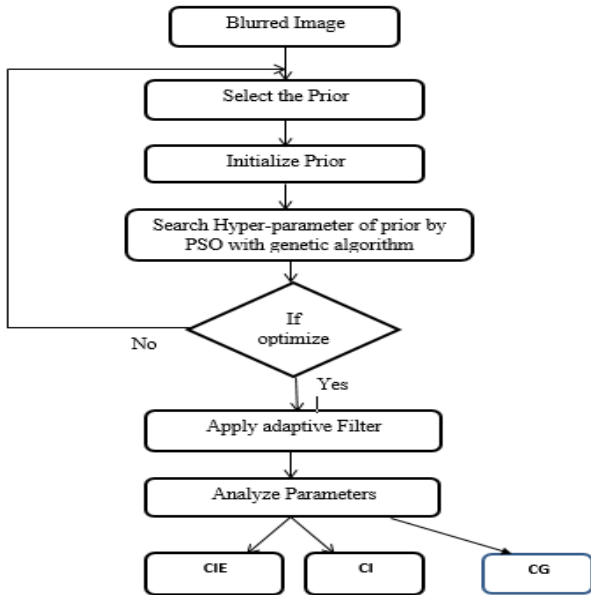 Blurred Image
Select the Prior
Initialize Prior
Search Hyper-parameter of prior by
PSO with genetic algorithm
If
optimize
No
Yes
Apply adaptive Filter
Analyze Parameters
CIE
CI
CG